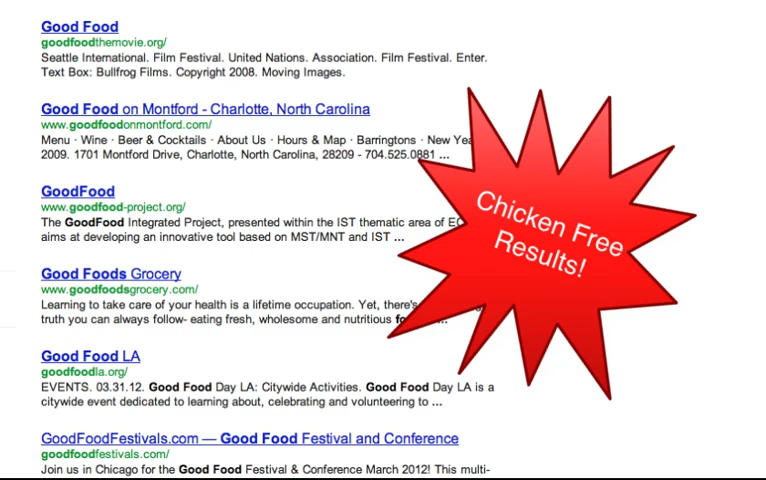 Good Food
goodfoodthemovie.org/
Seattle International. Film Festival. United Nations. Association. Film Festival. Enter.
Text Box: Bullfrog Films. Copyright 2008. Moving Images.
Good Food on Montford - Charlotte, North Carolina
www.goodfoodonmontford.com/
Menu · Wine · Beer & Cocktails · About Us · Hours & Map · Barringtons · New
2009. 1701 Montford Drive, Charlotte, North Carolina, 28209 - 704.525.0881 ...
GoodFood
www.goodfood-project.org/
The GoodFood Integrated Project, presented within the IST thematic area of
aims at developing an innovative tool based on MST/MNT and IST ...
Good Foods Grocery
www.goodfoodsgrocery.com/
Learning to take care of your health is a lifetime occupation. Yet, there's
truth you can always follow- eating fresh, wholesome and nutritious
Good Food LA
goodfoodla.org/
EVENTS. 03.31.12. Good Food Day LA: Citywide Activities. Good Food Day LA is a
citywide event dedicated to learning about, celebrating and volunteering to ...
GoodFoodFestivals.com — Good Food Festival and Conference
goodfoodfestivals.com/
Join us in Chicago for the Good Food Festival & Conference March 2012! This multi-
Chicken Free
Results!